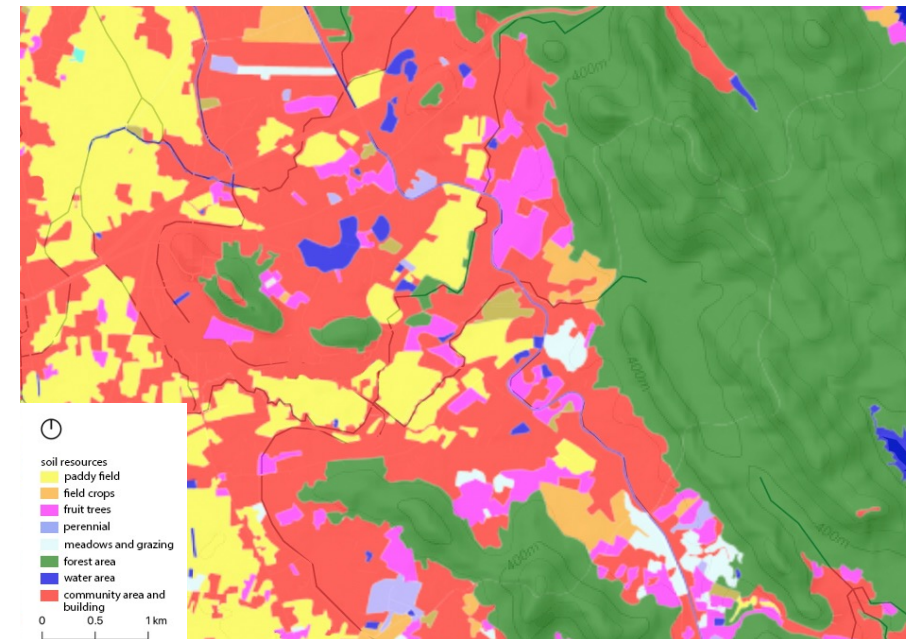 400m
400m
soil resources
paddy field
field crops
fruit trees
perennial
meadows and grazing
forest area
water area
community area and
building
0 0.5 1 km
400m
400m